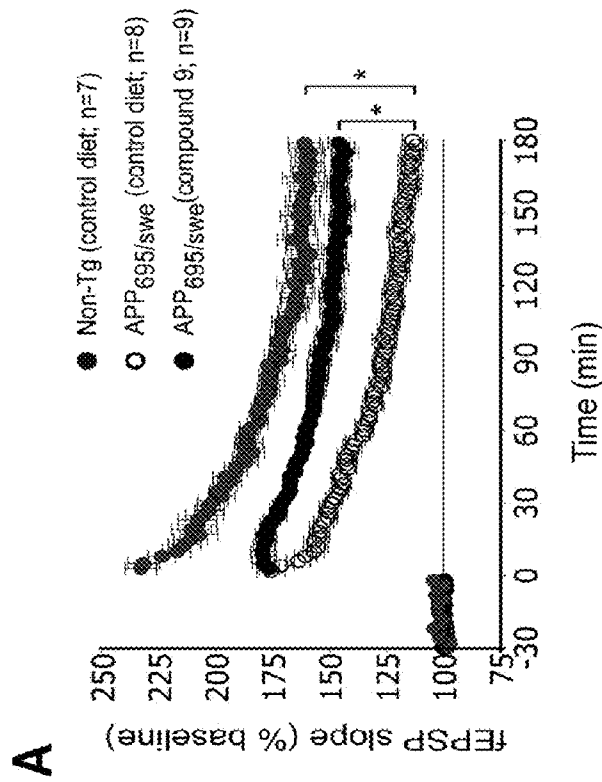 A
Non-Tg (control diet; n=7)
APP695/swe (control diet; n=8)
APP695/swe (compound 9; n=9)
fEPSP slope (% baseline)
250
225
200
175
150
125
100
75
*
*
-30 0 30 60 90 120 150 180
Time (min)